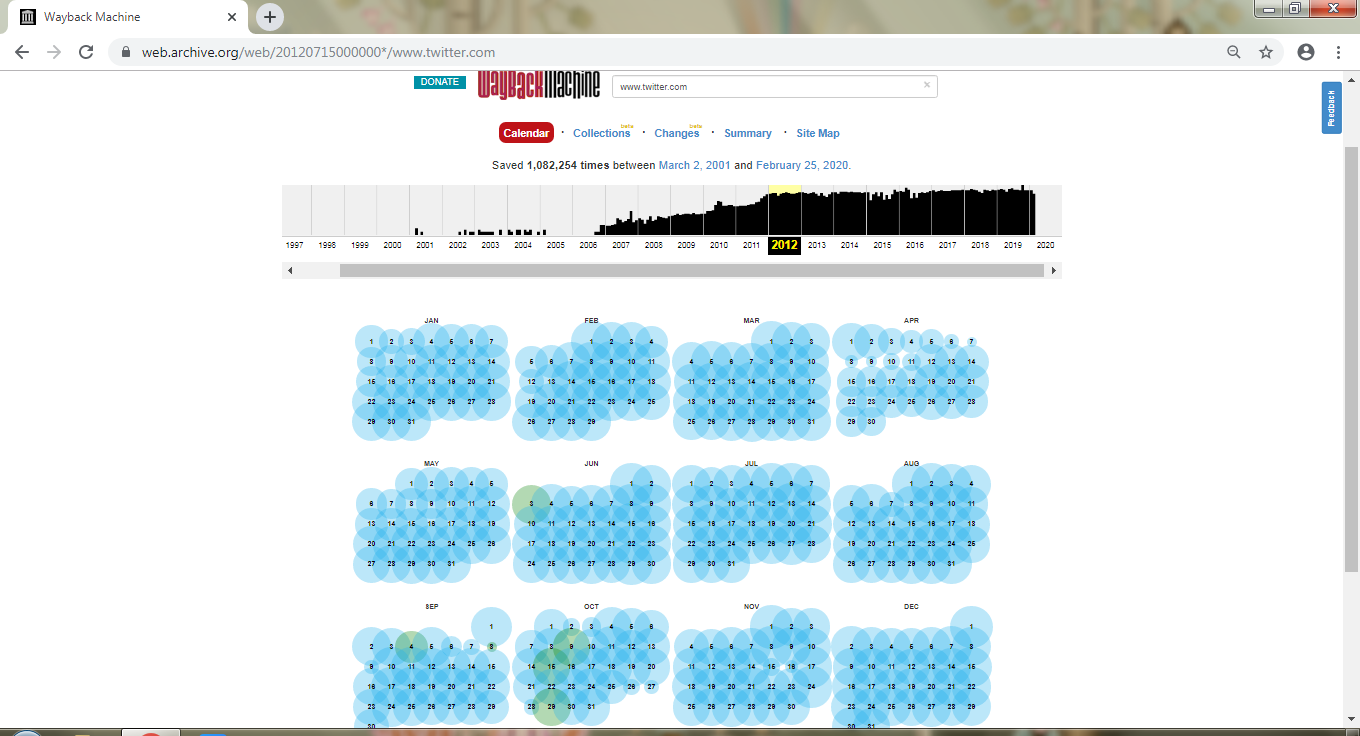 Wayback Machine
web.archive.org/web/20120715000000*/www.twitter.com
DONATE
WayBackMachine
www.twitter.com
Feedback
Calendar · Collections beta · Changes beta · Summary · Site Map
Saved 1,082,254 times between March 2, 2001 and February 25, 2020.
1997 1998 1999 2000 2001 2002 2003 2004 2005 2006 2007 2008 2009 2010 2011 2012 2013 2014 2015 2016 2017 2018 2019 2020
JAN
1 2 3 4 5 6 7
8 9 10 11 12 13 14
15 16 17 18 19 20 21
22 23 24 25 26 27 28
29 30 31
FEB
1 2 3 4
5 6 7 8 9 10 11
12 13 14 15 16 17 18
19 20 21 22 23 24 25
26 27 28 29
MAR
1 2 3
4 5 6 7 8 9 10
11 12 13 14 15 16 17
18 19 20 21 22 23 24
25 26 27 28 29 30 31
APR
1 2 3 4 5 6 7
8 9 10 11 12 13 14
15 16 17 18 19 20 21
22 23 24 25 26 27 28
29 30
MAY
1 2 3 4 5
6 7 8 9 10 11 12
13 14 15 16 17 18 19
20 21 22 23 24 25 26
27 28 29 30 31
JUN
1 2
3 4 5 6 7 8 9
10 11 12 13 14 15 16
17 18 19 20 21 22 23
24 25 26 27 28 29 30
JUL
1 2 3 4 5 6 7
8 9 10 11 12 13 14
15 16 17 18 19 20 21
22 23 24 25 26 27 28
29 30 31
AUG
1 2 3 4
5 6 7 8 9 10 11
12 13 14 15 16 17 18
19 20 21 22 23 24 25
26 27 28 29 30 31
SEP
1
2 3 4 5 6 7 8
9 10 11 12 13 14 15
16 17 18 19 20 21 22
23 24 25 26 27 28 29
30
OCT
1 2 3 4 5 6
7 8 9 10 11 12 13
14 15 16 17 18 19 20
21 22 23 24 25 26 27
28 29 30 31
NOV
1 2 3
4 5 6 7 8 9 10
11 12 13 14 15 16 17
18 19 20 21 22 23 24
25 26 27 28 29 30
DEC
1
2 3 4 5 6 7 8
9 10 11 12 13 14 15
16 17 18 19 20 21 22
23 24 25 26 27 28 29
30 31